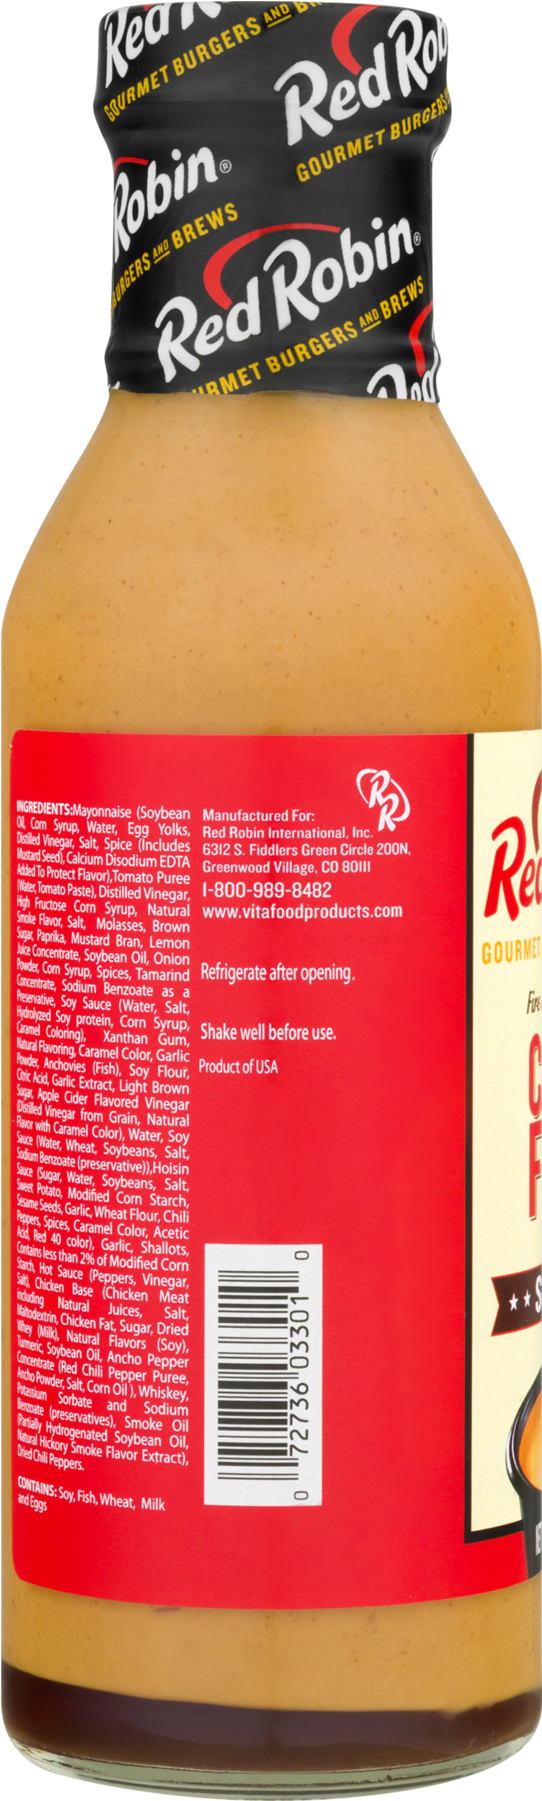 Red R
GOURMET BURGERS AND B
Red Rob
GOURMET BURGERS
Robin®
BURGERS AND BREWS
Red Robin®
URMET BURGERS AND BREWS
Red
INGREDIENTS:Mayonnaise (Soybean
Oil, Corn Syrup, Water, Egg Yolks,
Distilled Vinegar, Salt, Spice (Includes
Mustard Seed), Calcium Disodium EDTA
Added To Protect Flavor),Tomato Puree
(Water, Tomato Paste), Distilled Vinegar,
High Fructose Corn Syrup, Natural
Smoke Flavor, Salt, Molasses, Brown
Sugar, Paprika, Mustard Bran, Lemon
Juice Concentrate, Soybean Oil, Onion
Powder, Corn Syrup, Spices, Tamarind
Concentrate, Sodium Benzoate as a
Preservative, Soy Sauce (Water, Salt,
Hydrolyzed Soy protein, Corn Syrup,
Caramel Coloring), Xanthan Gum,
Natural Flavoring, Caramel Color, Garlic
Powder, Anchovies (Fish), Soy Flour,
Citric Acid, Garlic Extract, Light Brown
Sugar, Apple Cider Flavored Vinegar
(Distilled Vinegar from Grain, Natural
Flavor with Caramel Color), Water, Soy
Sauce (Water, Wheat, Soybeans, Salt,
Sodium Benzoate (preservative)),Hoisin
Sauce (Sugar, Water, Soybeans, Salt,
Sweet Potato, Modified Corn Starch,
Sesame Seeds, Garlic, Wheat Flour, Chili
Peppers, Spices, Caramel Color, Acetic
Acid, Red 40 color), Garlic, Shallots,
Contains less than 2% of Modified Corn
Starch, Hot Sauce (Peppers, Vinegar,
Salt), Chicken Base (Chicken Meat
including Natural Juices, Salt,
Maltodextrin, Chicken Fat, Sugar, Dried
Whey (Milk), Natural Flavors (Soy),
Turmeric, Soybean Oil, Ancho Pepper
Concentrate (Red Chili Pepper Puree,
Ancho Powder, Salt, Corn Oil ), Whiskey,
Potassium Sorbate and Sodium
Benzoate (preservatives), Smoke Oil
(Partially Hydrogenated Soybean Oil,
Natural Hickory Smoke Flavor Extract),
Dried Chili Peppers.
CONTAINS: Soy, Fish, Wheat, Milk
and Eggs
RR
Manufactured For:
Red Robin International, Inc.
6312 S. Fiddlers Green Circle 200N,
Greenwood Village, CO 80111
1-800-989-8482
www.vitafoodproducts.com
Refrigerate after opening.
Shake well before use.
Product of USA
0 72736 03301 0
Red
GOURMET
Fire
C
F
S
NET